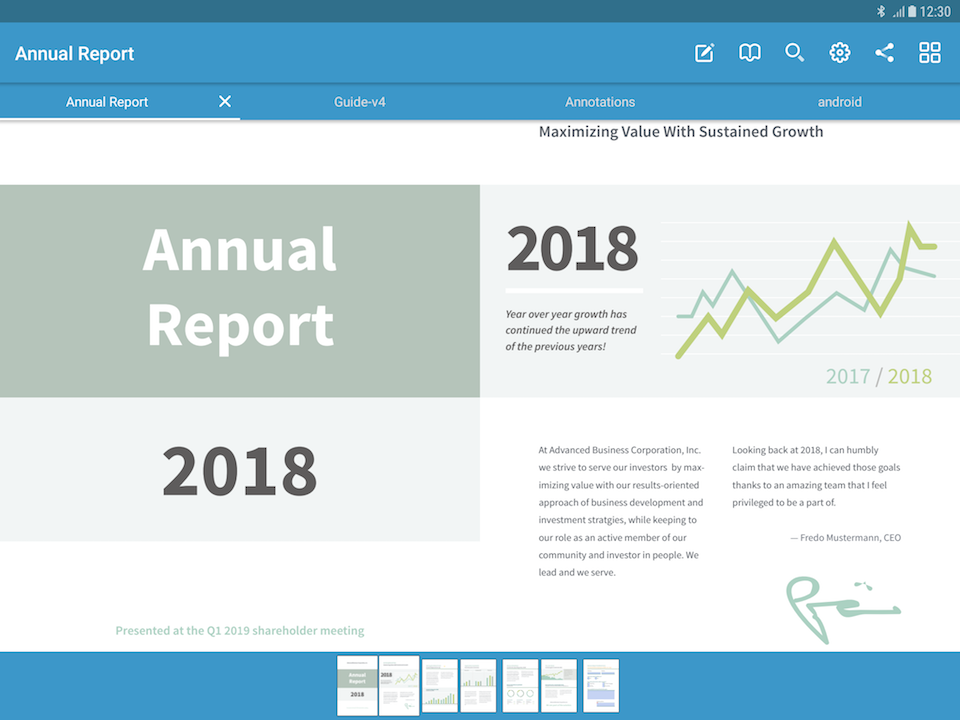 12:30
Annual Report
Annual Report
Guide-v4
Annotations
android
Maximizing Value With Sustained Growth
Annual
Report
2018
Year over year growth has
continued the upward trend
of the previous years!
2017 / 2018
2018
At Advanced Business Corporation, Inc.
we strive to serve our investors by max-
imizing value with our results-oriented
approach of business development and
investment stratgies, while keeping to
our role as an active member of our
community and investor in people. We
lead and we serve.
Looking back at 2018, I can humbly
claim that we have achieved those goals
thanks to an amazing team that I feel
privileged to be a part of.
— Fredo Mustermann, CEO
Presented at the Q1 2019 shareholder meeting
Annual
Report
2018
2018